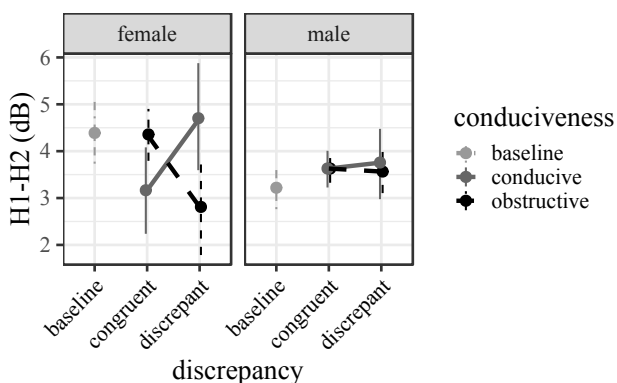 female
male
H1-H2 (dB)
6
5
4
3
2
baseline
congruent
discrepant
baseline
congruent
discrepant
discrepancy
conduciveness
baseline
conducive
obstructive